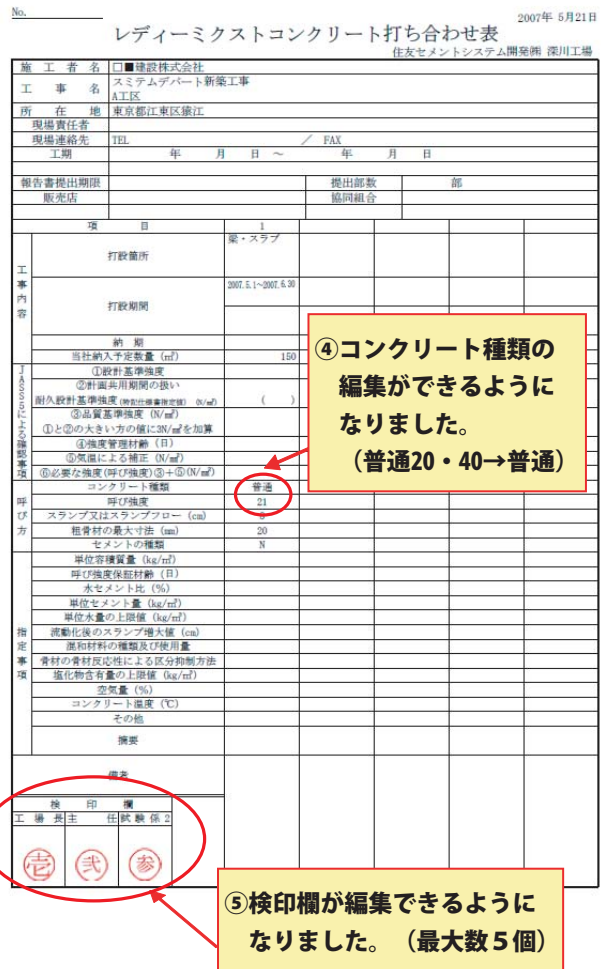 No.
2007年 5月21日
レディーミクストコンクリート打ち合わせ表
住友セメントシステム開発㈱ 深川工場
施工者名 □■建設株式会社
工事名 スミテムデパート新築工事
A工区
所在地 東京都江東区猿江
現場責任者
現場連絡先 TEL ／ FAX
工期 年 月 日 ～ 年 月 日
報告書提出期限 提出部数 部
販売店 協同組合
項目 1
工事内容
打設箇所 梁・スラブ
打設期間 2007.5.1~2007.6.30
納期
当社納入予定数量 (㎥) 150
JASS5による確認事項
①設計基準強度
②計画共用期間の扱い
耐久設計基準強度(特記仕様書指定値) (N/㎟) ( )
③品質基準強度 (N/㎟)
①と②の大きい方の値に3N/㎟を加算
④強度管理材齢 (日)
⑤気温による補正 (N/㎟)
⑥必要な強度(呼び強度)③＋⑤(N/㎟)
呼び方
コンクリート種類 普通
呼び強度 21
スランプ又はスランプフロー (cm)
粗骨材の最大寸法 (mm) 20
セメントの種類 N
指定事項
単位容積質量 (kg/㎥)
呼び強度保証材齢 (日)
水セメント比 (%)
単位セメント量 (kg/㎥)
単位水量の上限値 (kg/㎥)
流動化後のスランプ増大値 (cm)
混和材料の種類及び使用量
骨材の骨材反応性による区分抑制方法
塩化物含有量の上限値 (kg/㎥)
空気量 (%)
コンクリート温度 (℃)
その他
摘要
備考
検印欄
工場長 主任 試験係2
壱 弐 参
④コンクリート種類の
編集ができるように
なりました。
（普通20・40→普通）
⑤検印欄が編集できるように
なりました。（最大数５個）